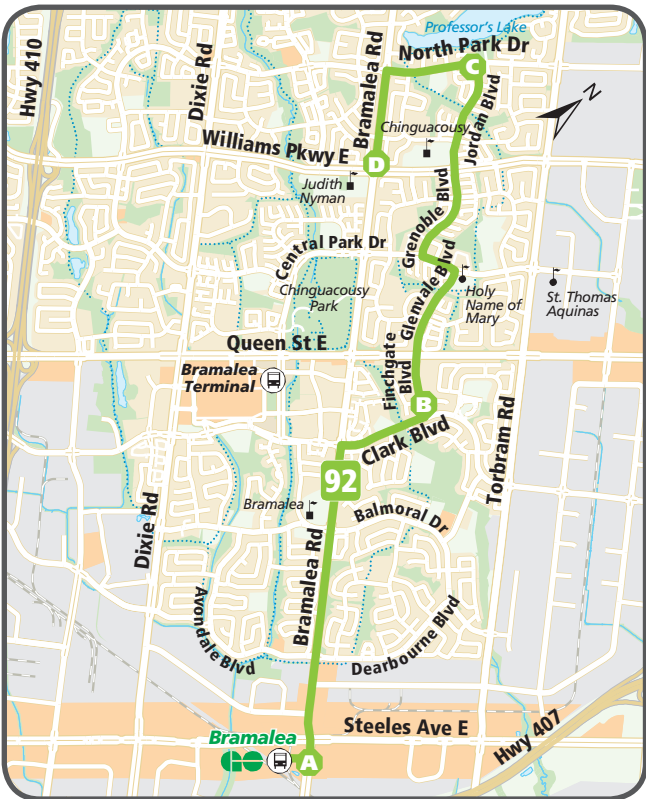 Professor's Lake
North Park Dr
C
Hwy 410
Dixie Rd
Bramalea Rd
Jordan Blvd
N
Chinguacousy
Williams Pkwy E
D
Judith
Nyman
Grenoble Blvd
Central Park Dr
Chinguacousy
Park
Glenvale Blvd
Holy
Name of
Mary
St. Thomas
Aquinas
Queen St E
Bramalea
Terminal
Finchgate
Blvd
B
Clark Blvd
Torbram Rd
92
Bramalea
Balmoral Dr
Dixie Rd
Bramalea Rd
Avondale Blvd
Dearbourne Blvd
Steeles Ave E
Hwy 407
Bramalea
GO
A